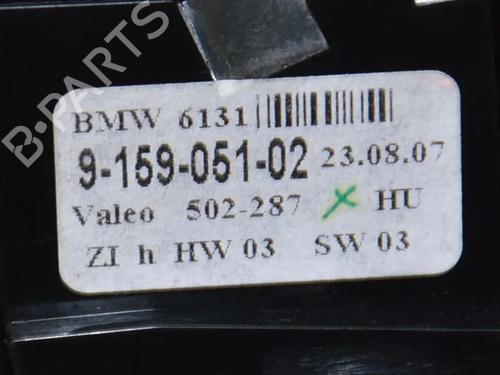 B-PARTS
BMW 6131
9-159-051-02 23.08.07
Valeo 502-287 HU
ZI h HW 03 SW 03